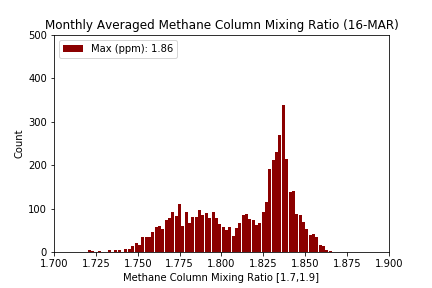 Monthly Averaged Methane Column Mixing Ratio (16-MAR)
500
Max (ppm): 1.86
400
300
Count
200
100
0
1.700 1.725 1.750 1.775 1.800 1.825 1.850 1.875 1.900
Methane Column Mixing Ratio [1.7,1.9]